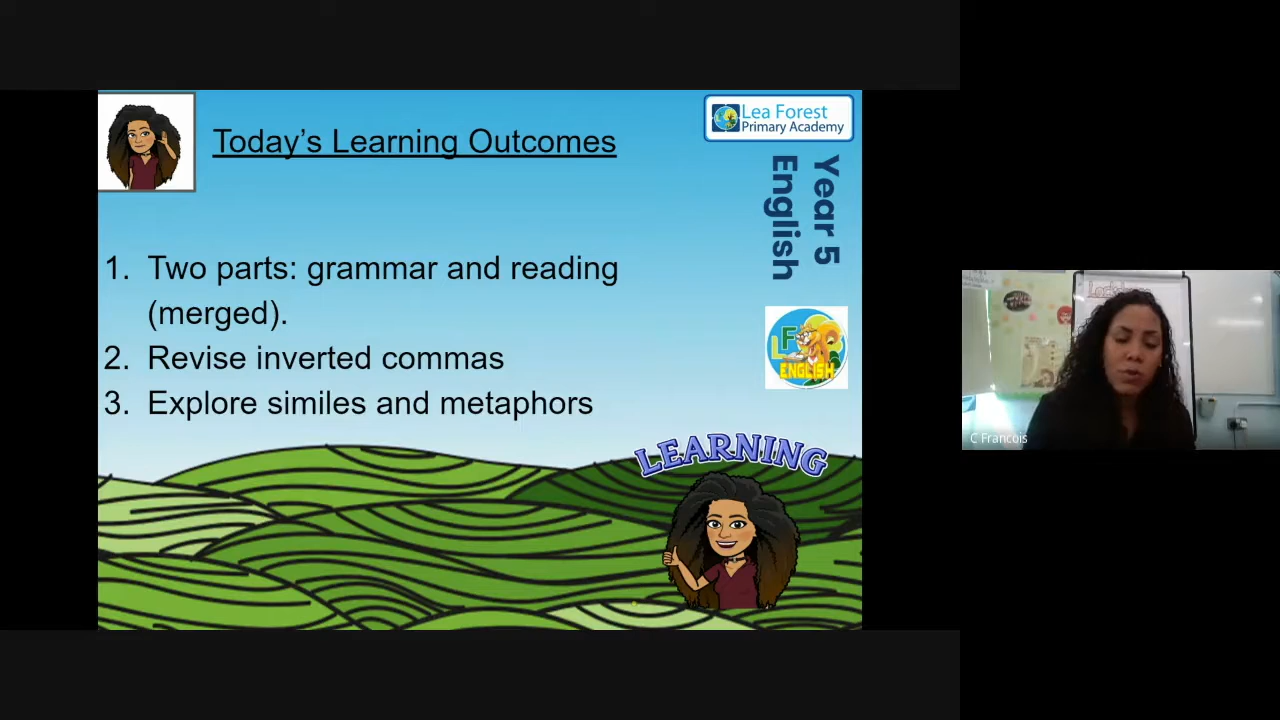 Today's Learning Outcomes
Lea Forest
Primary Academy
Year 5
English
1. Two parts: grammar and reading
(merged).
2. Revise inverted commas
3. Explore similes and metaphors
LF
ENGLISH
LEARNING
C Francois